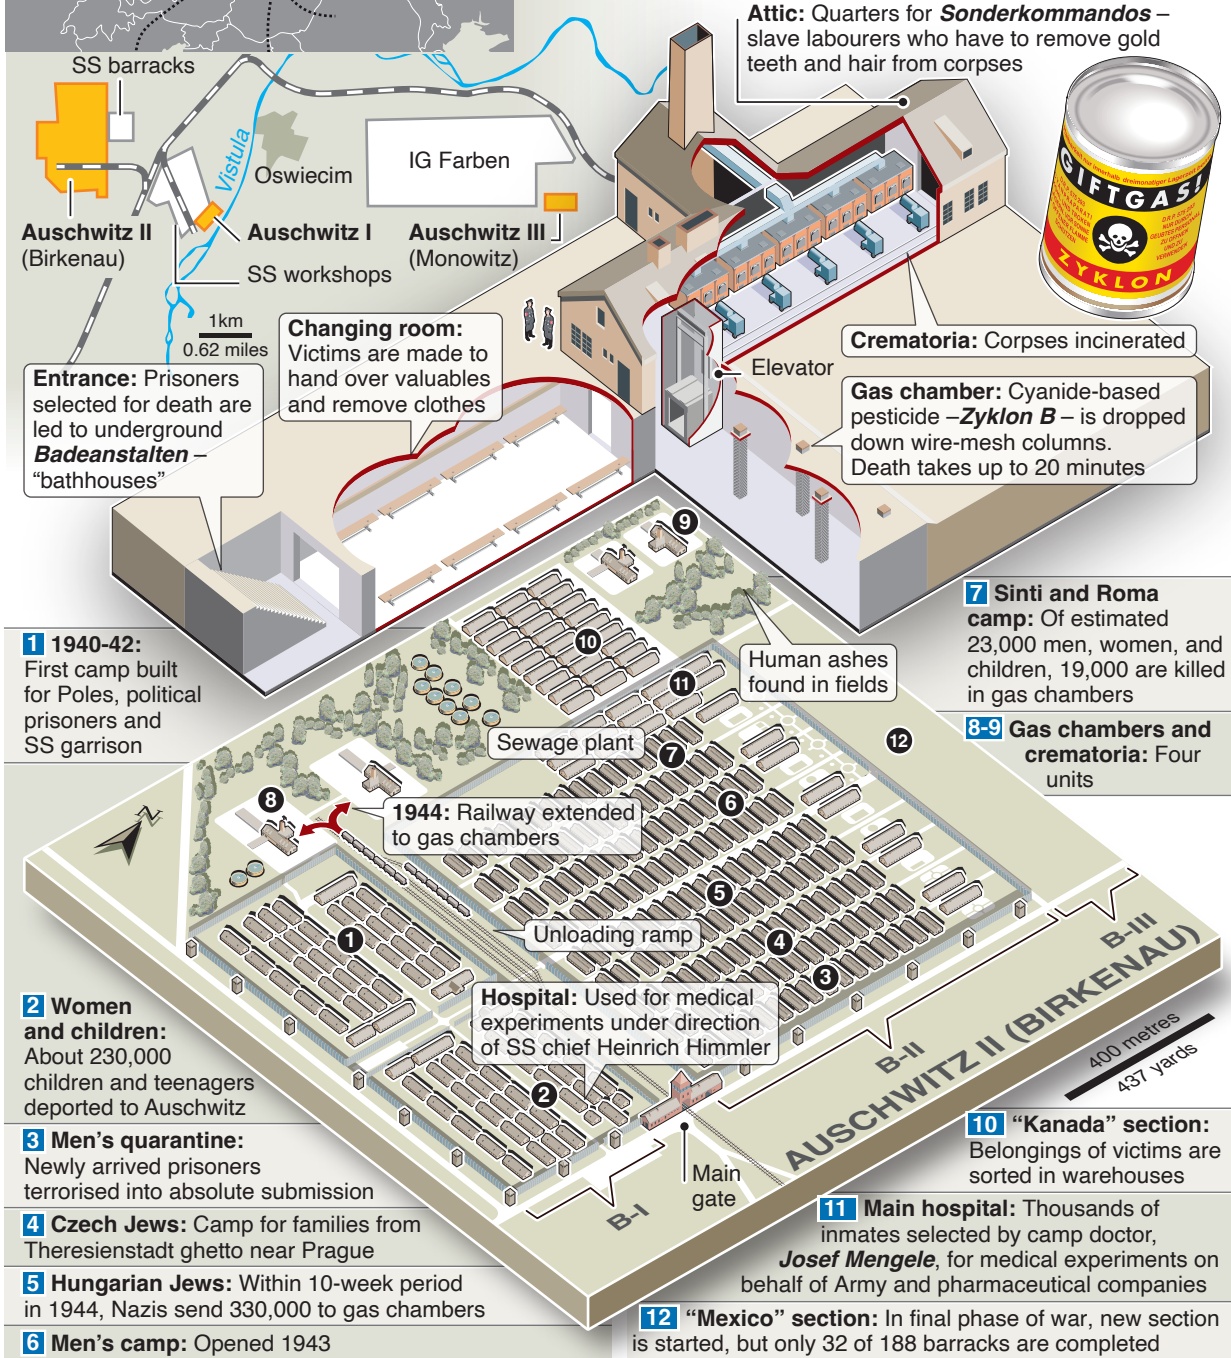 Attic: Quarters for Sonderkommandos –
slave labourers who have to remove gold
teeth and hair from corpses
SS barracks
Vistula
Oswiecim
IG Farben
Auschwitz II
(Birkenau)
Auschwitz I
Auschwitz III
(Monowitz)
SS workshops
1km
0.62 miles
GIFTGAS!
ZYKLON
Entrance: Prisoners
selected for death are
led to underground
Badeanstalten –
“bathhouses”
Changing room:
Victims are made to
hand over valuables
and remove clothes
Elevator
Crematoria: Corpses incinerated
Gas chamber: Cyanide-based
pesticide –Zyklon B – is dropped
down wire-mesh columns.
Death takes up to 20 minutes
1 1940-42:
First camp built
for Poles, political
prisoners and
SS garrison
7 Sinti and Roma
camp: Of estimated
23,000 men, women, and
children, 19,000 are killed
in gas chambers
8-9 Gas chambers and
crematoria: Four
units
9
10
11
12
7
6
8
5
4
3
1
2
Human ashes
found in fields
Sewage plant
1944: Railway extended
to gas chambers
N
Unloading ramp
Hospital: Used for medical
experiments under direction
of SS chief Heinrich Himmler
Main
gate
B-I
B-II
B-III
AUSCHWITZ II (BIRKENAU)
400 metres
437 yards
2 Women
and children:
About 230,000
children and teenagers
deported to Auschwitz
3 Men’s quarantine:
Newly arrived prisoners
terrorised into absolute submission
4 Czech Jews: Camp for families from
Theresienstadt ghetto near Prague
5 Hungarian Jews: Within 10-week period
in 1944, Nazis send 330,000 to gas chambers
6 Men’s camp: Opened 1943
10 “Kanada” section:
Belongings of victims are
sorted in warehouses
11 Main hospital: Thousands of
inmates selected by camp doctor,
Josef Mengele, for medical experiments on
behalf of Army and pharmaceutical companies
12 “Mexico” section: In final phase of war, new section
is started, but only 32 of 188 barracks are completed